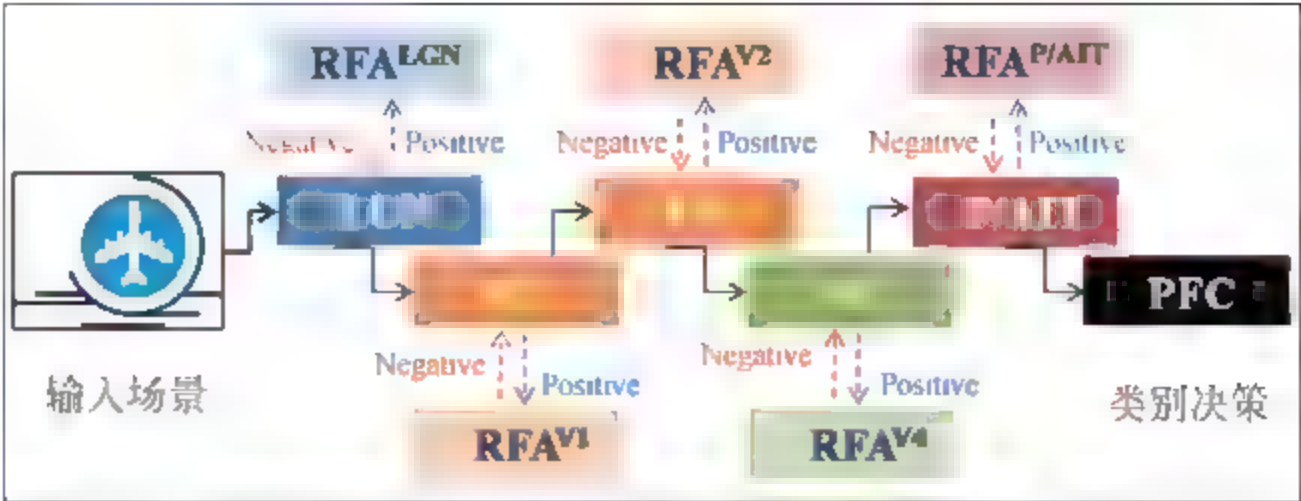 RFA^LGN RFA^V2 RFA^P/AIT
Negative Positive Negative Positive Negative Positive
PFC
Negative Positive Negative Positive
输入场景 类别决策
RFA^V1 RFA^V4